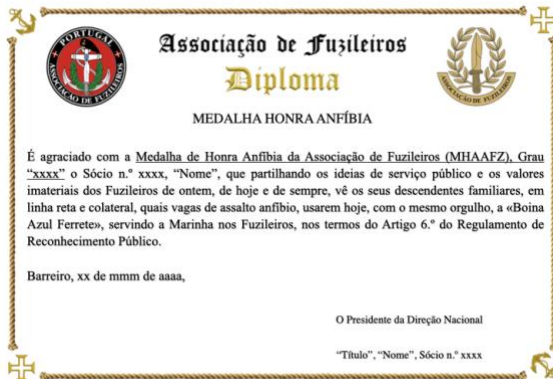 PORTUGAL
ASSOCIAÇÃO DE FUZILEIROS
Associação de Fuzileiros
Diploma
ASSOCIAÇÃO DE FUZILEIROS
MEDALHA HONRA ANFÍBIA
É agraciado com a Medalha de Honra Anfíbia da Associação de Fuzileiros (MHAAFZ), Grau
“xxxx” o Sócio n.º xxxx, “Nome”, que partilhando os ideias de serviço público e os valores
imateriais dos Fuzileiros de ontem, de hoje e de sempre, vê os seus descendentes familiares, em
linha reta e colateral, quais vagas de assalto anfíbio, usarem hoje, com o mesmo orgulho, a «Boina
Azul Ferrete», servindo a Marinha nos Fuzileiros, nos termos do Artigo 6.º do Regulamento de
Reconhecimento Público.
Barreiro, xx de mmm de aaaa,
O Presidente da Direção Nacional
“Título”, “Nome”, Sócio n.º xxxx